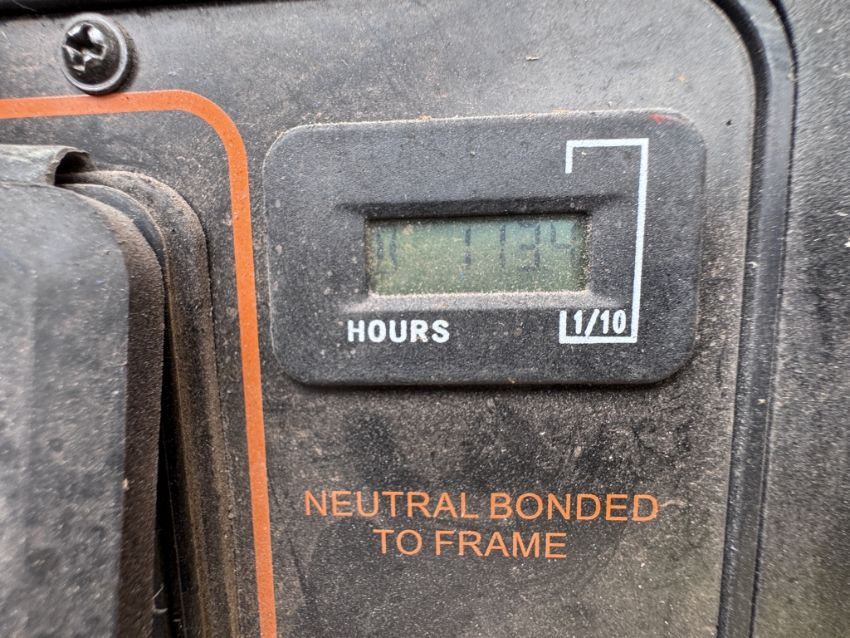 1134
HOURS
1/10
NEUTRAL BONDED
TO FRAME